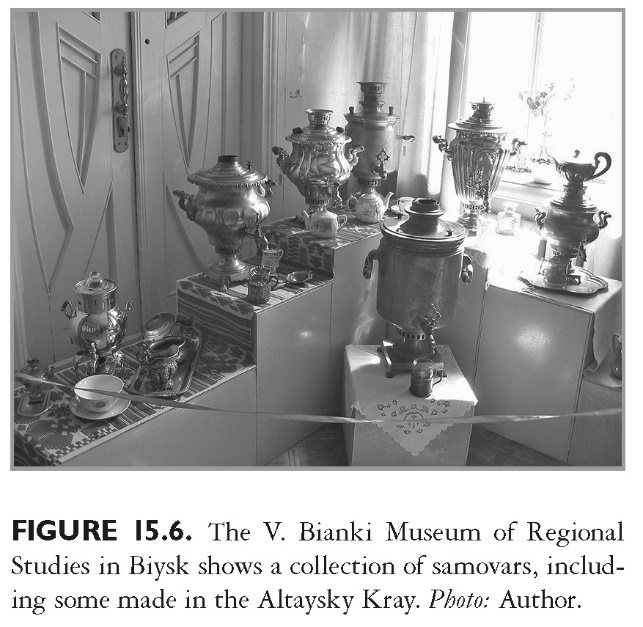 FIGURE 15.6. The V. Bianki Museum of Regional
Studies in Biysk shows a collection of samovars, includ-
ing some made in the Altaysky Kray. Photo: Author.